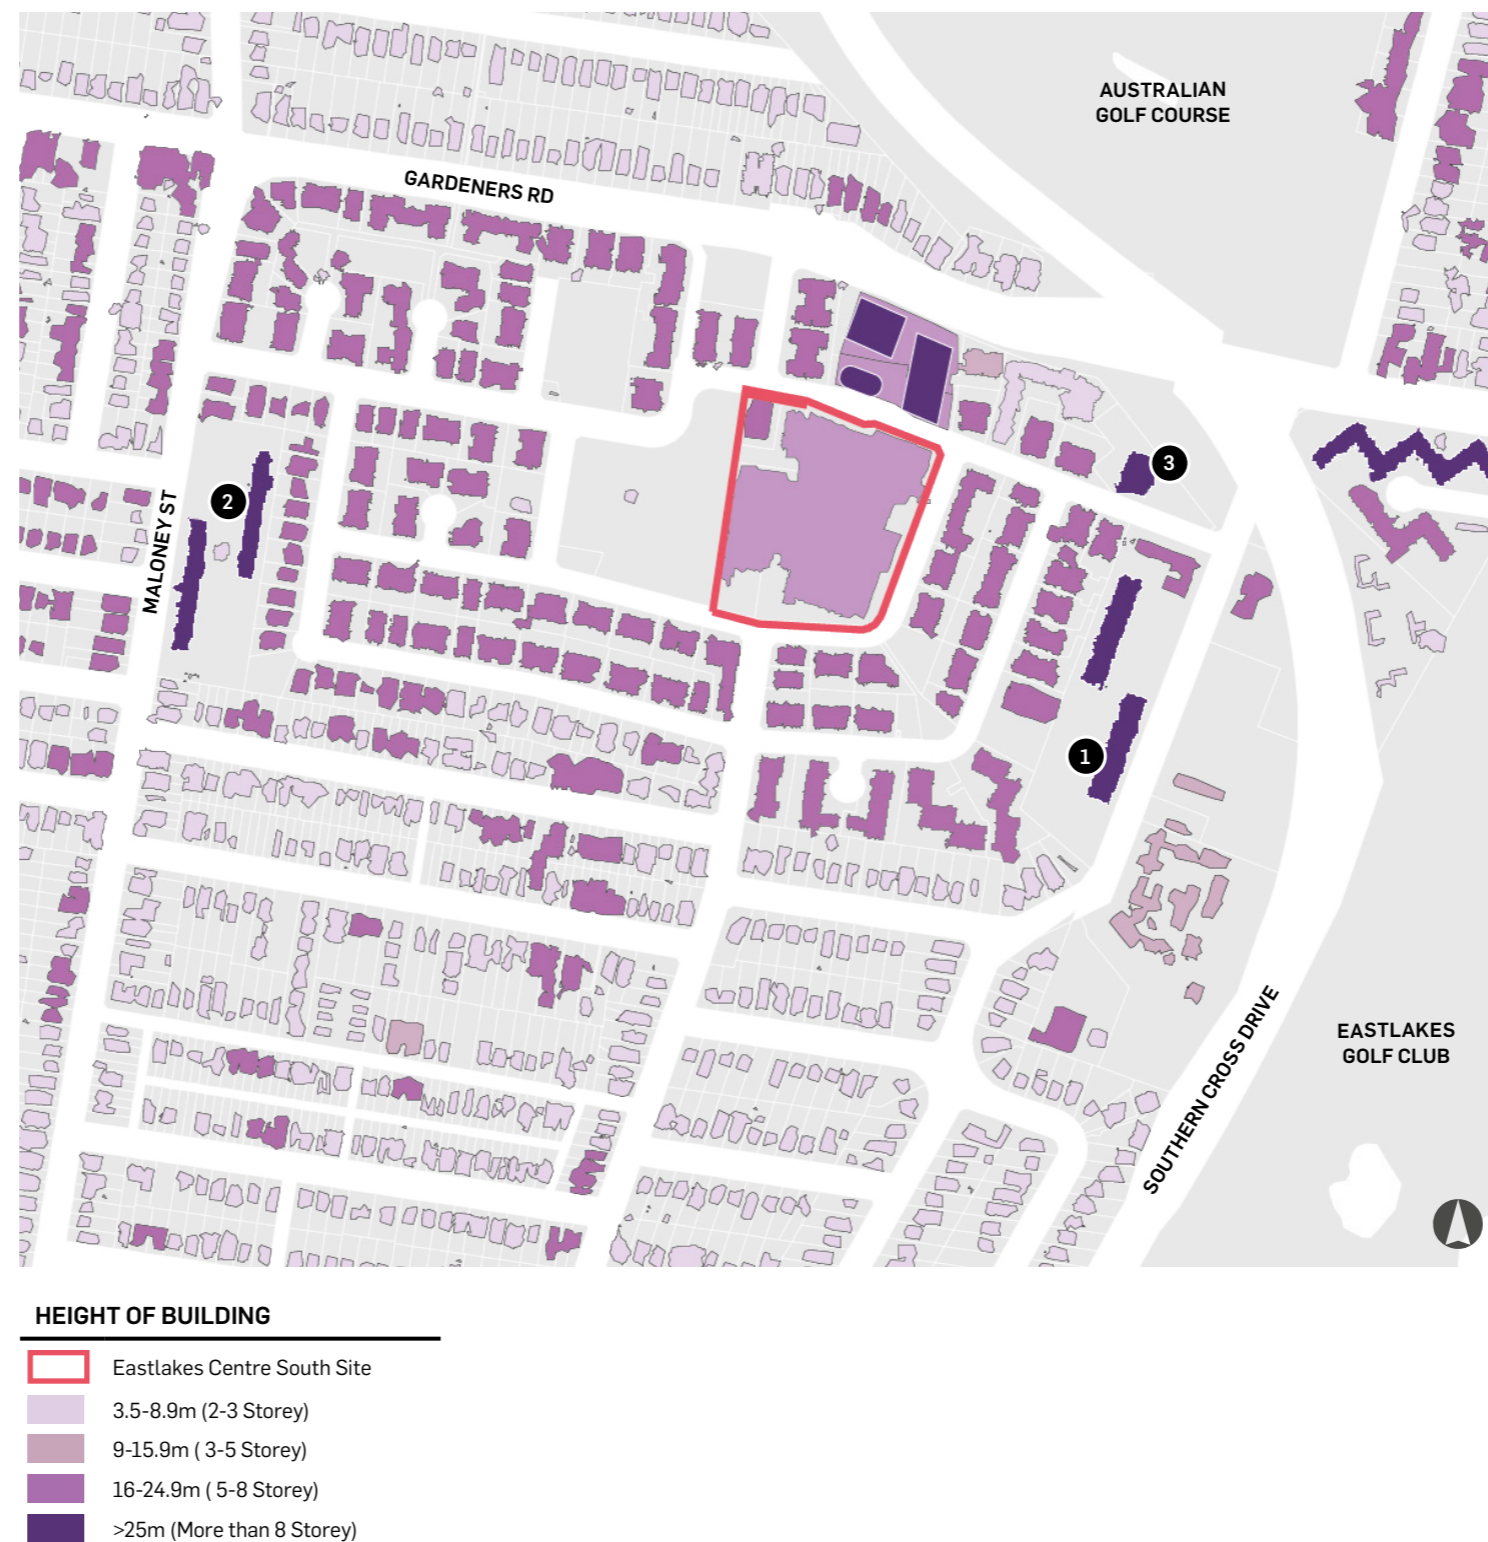 AUSTRALIAN
GOLF COURSE
GARDENERS RD
3
2
MALONEY ST
1
SOUTHERN CROSS DRIVE
EASTLAKES
GOLF CLUB
HEIGHT OF BUILDING
Eastlakes Centre South Site
3.5-8.9m (2-3 Storey)
9-15.9m ( 3-5 Storey)
16-24.9m ( 5-8 Storey)
>25m (More than 8 Storey)